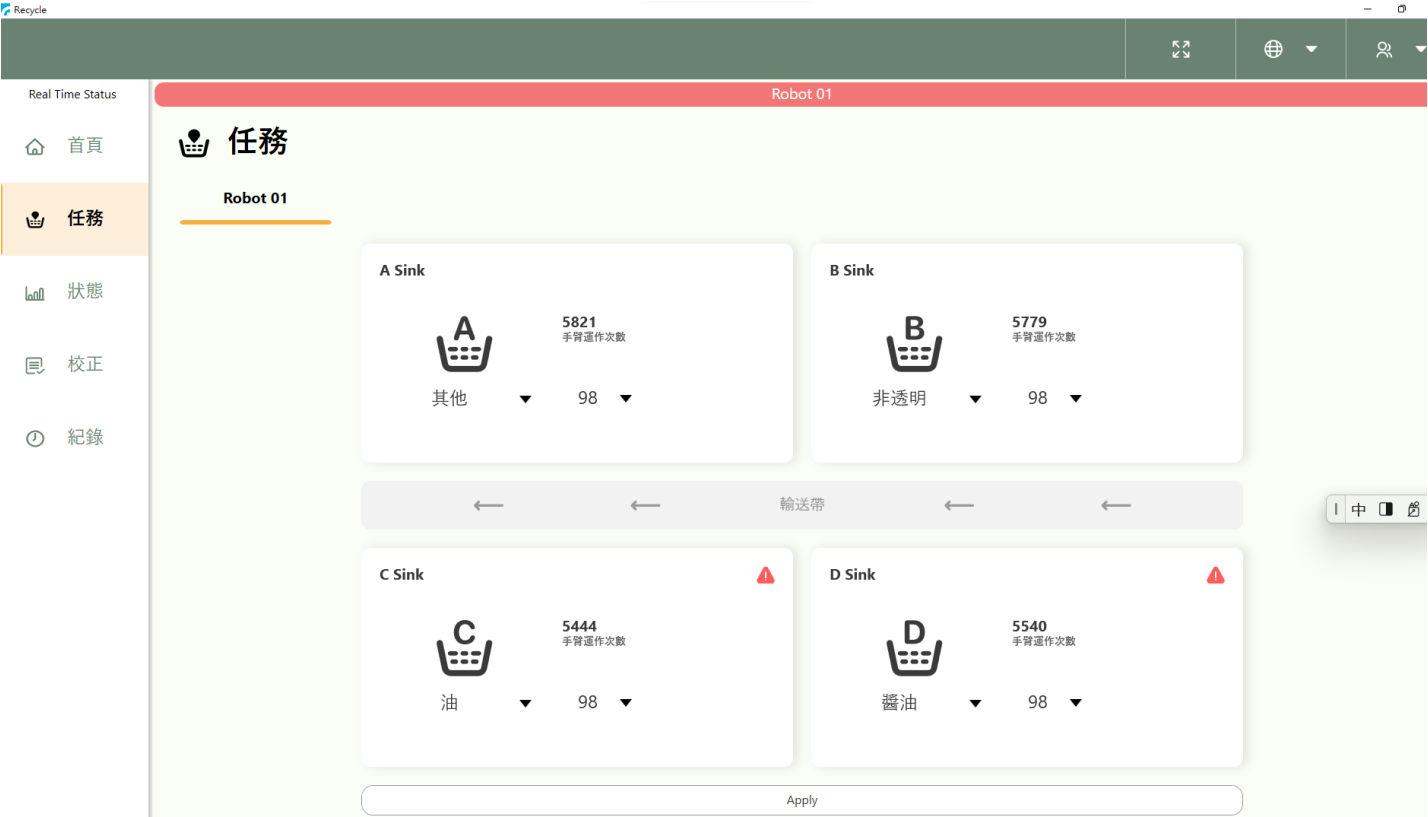 Recycle
Real Time Status
Robot 01
首頁
任務
狀態
校正
紀錄
任務
Robot 01
A Sink
A
5821
手臂運作次數
其他
98
B Sink
B
5779
手臂運作次數
非透明
98
輸送帶
C Sink
C
5444
手臂運作次數
油
98
D Sink
D
5540
手臂運作次數
醬油
98
Apply
中